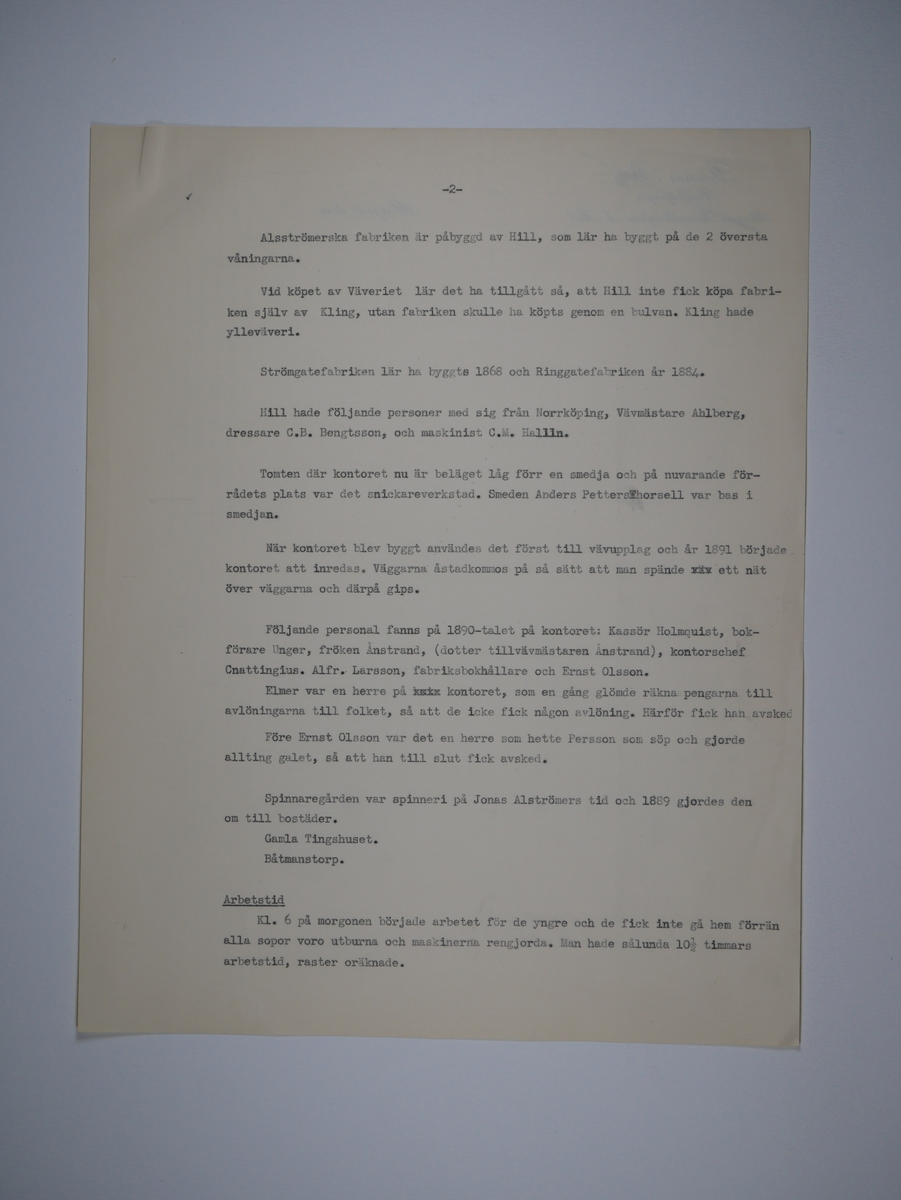 -2-
Alsströmerska fabriken är påbyggd av Hill, som lär ha byggt på de 2 översta
våningarna.
Vid köpet av Väveriet lär det ha tillgått så, att Hill inte fick köpa fabri-
ken själv av Kling, utan fabriken skulle ha köpts genom en bulvan. Kling hade
ylleväveri.
Strömgatefabriken lär ha byggts 1868 och Ringgatefabriken år 1884.
Hill hade följande personer med sig från Norrköping, Vävmästare Ahlberg,
dressare C.B. Bengtsson, och maskinist C.M. Hallin.
Tomten där kontoret nu är beläget låg förr en smedja och på nuvarande för-
rådets plats var det snickareverkstad. Smeden Anders Petters Thorsell var bas i
smedjan.
När kontoret blev byggt användes det först till vävupplag och år 1891 började
kontoret att inredas. Väggarna åstadkommos på så sätt att man spände ett nät
över väggarna och därpå gips.
Följande personal fanns på 1890-talet på kontoret: Kassör Holmquist, bok-
förare Unger, fröken Ånstrand, (dotter tillvävmästaren Ånstrand), kontorschef
Cnattingius. Alfr. Larsson, fabriksbokhållare och Ernst Olsson.
Elmer var en herre på kontoret, som en gång glömde räkna pengarna till
avlöningarna till folket, så att de icke fick någon avlöning. Härför fick han avsked
Före Ernst Olsson var det en herre som hette Persson som söp och gjorde
allting galet, så att han till slut fick avsked.
Spinnaregården var spinneri på Jonas Alströmers tid och 1889 gjordes den
om till bostäder.
Gamla Tingshuset.
Båtmanstorp.
Arbetstid
Kl. 6 på morgonen började arbetet för de yngre och de fick inte gå hem förrän
alla sopor voro utburna och maskinerna rengjorda. Man hade sålunda 10½ timmars
arbetstid, raster oräknade.